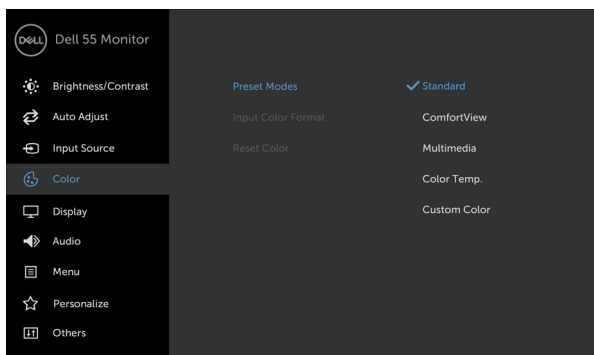 DELL Dell 55 Monitor
Brightness/Contrast
Auto Adjust
Input Source
Color
Display
Audio
Menu
Personalize
Others
Preset Modes
Input Color Format
Reset Color
Standard
ComfortView
Multimedia
Color Temp.
Custom Color